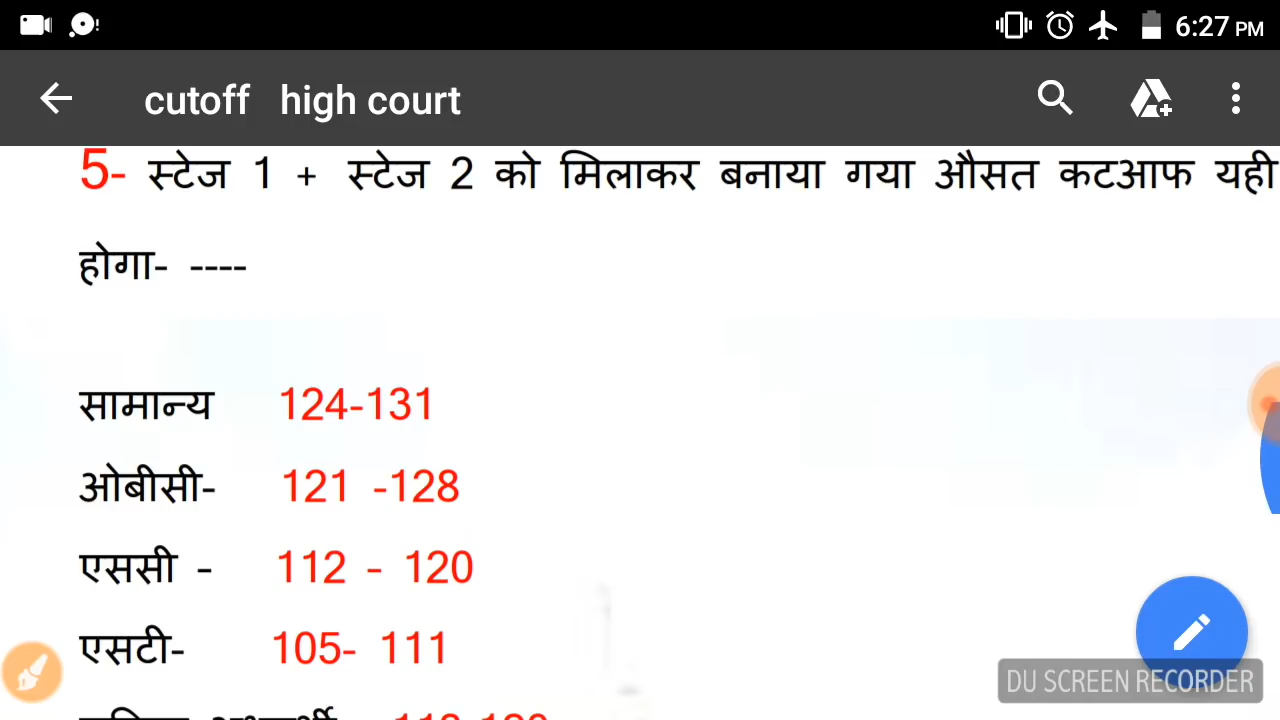 6:27 PM
cutoff high court
5- स्टेज 1 + स्टेज 2 को मिलाकर बनाया गया औसत कटआफ यही
होगा- ----
सामान्य 124-131
ओबीसी- 121 -128
एससी - 112 - 120
एसटी- 105- 111
DU SCREEN RECORDER